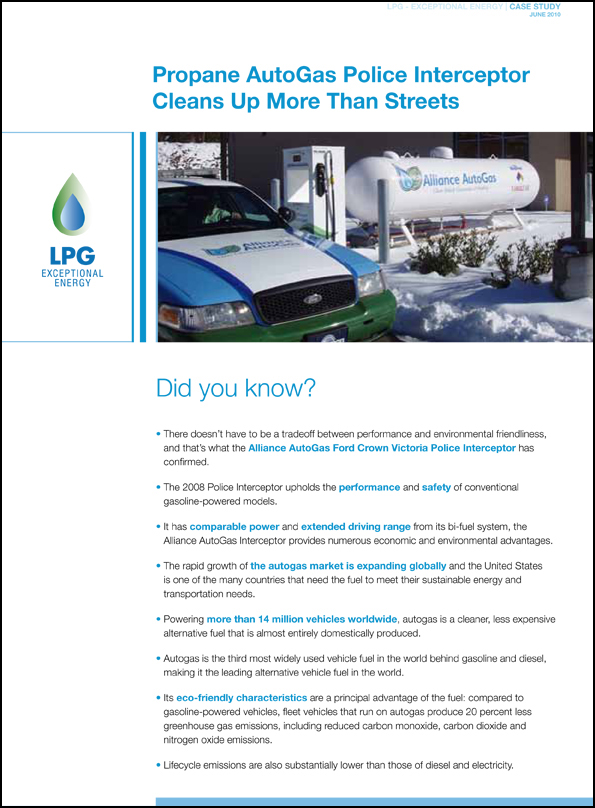 LPG - EXCEPTIONAL ENERGY | CASE STUDY
JUNE 2010
Propane AutoGas Police Interceptor
Cleans Up More Than Streets
LPG
EXCEPTIONAL
ENERGY
Alliance AutoGas
Alliance
AutoGas
Did you know?
• There doesn't have to be a tradeoff between performance and environmental friendliness,
and that's what the Alliance AutoGas Ford Crown Victoria Police Interceptor has
confirmed.
• The 2008 Police Interceptor upholds the performance and safety of conventional
gasoline-powered models.
• It has comparable power and extended driving range from its bi-fuel system, the
Alliance AutoGas Interceptor provides numerous economic and environmental advantages.
• The rapid growth of the autogas market is expanding globally and the United States
is one of the many countries that need the fuel to meet their sustainable energy and
transportation needs.
• Powering more than 14 million vehicles worldwide, autogas is a cleaner, less expensive
alternative fuel that is almost entirely domestically produced.
• Autogas is the third most widely used vehicle fuel in the world behind gasoline and diesel,
making it the leading alternative vehicle fuel in the world.
• Its eco-friendly characteristics are a principal advantage of the fuel: compared to
gasoline-powered vehicles, fleet vehicles that run on autogas produce 20 percent less
greenhouse gas emissions, including reduced carbon monoxide, carbon dioxide and
nitrogen oxide emissions.
• Lifecycle emissions are also substantially lower than those of diesel and electricity.